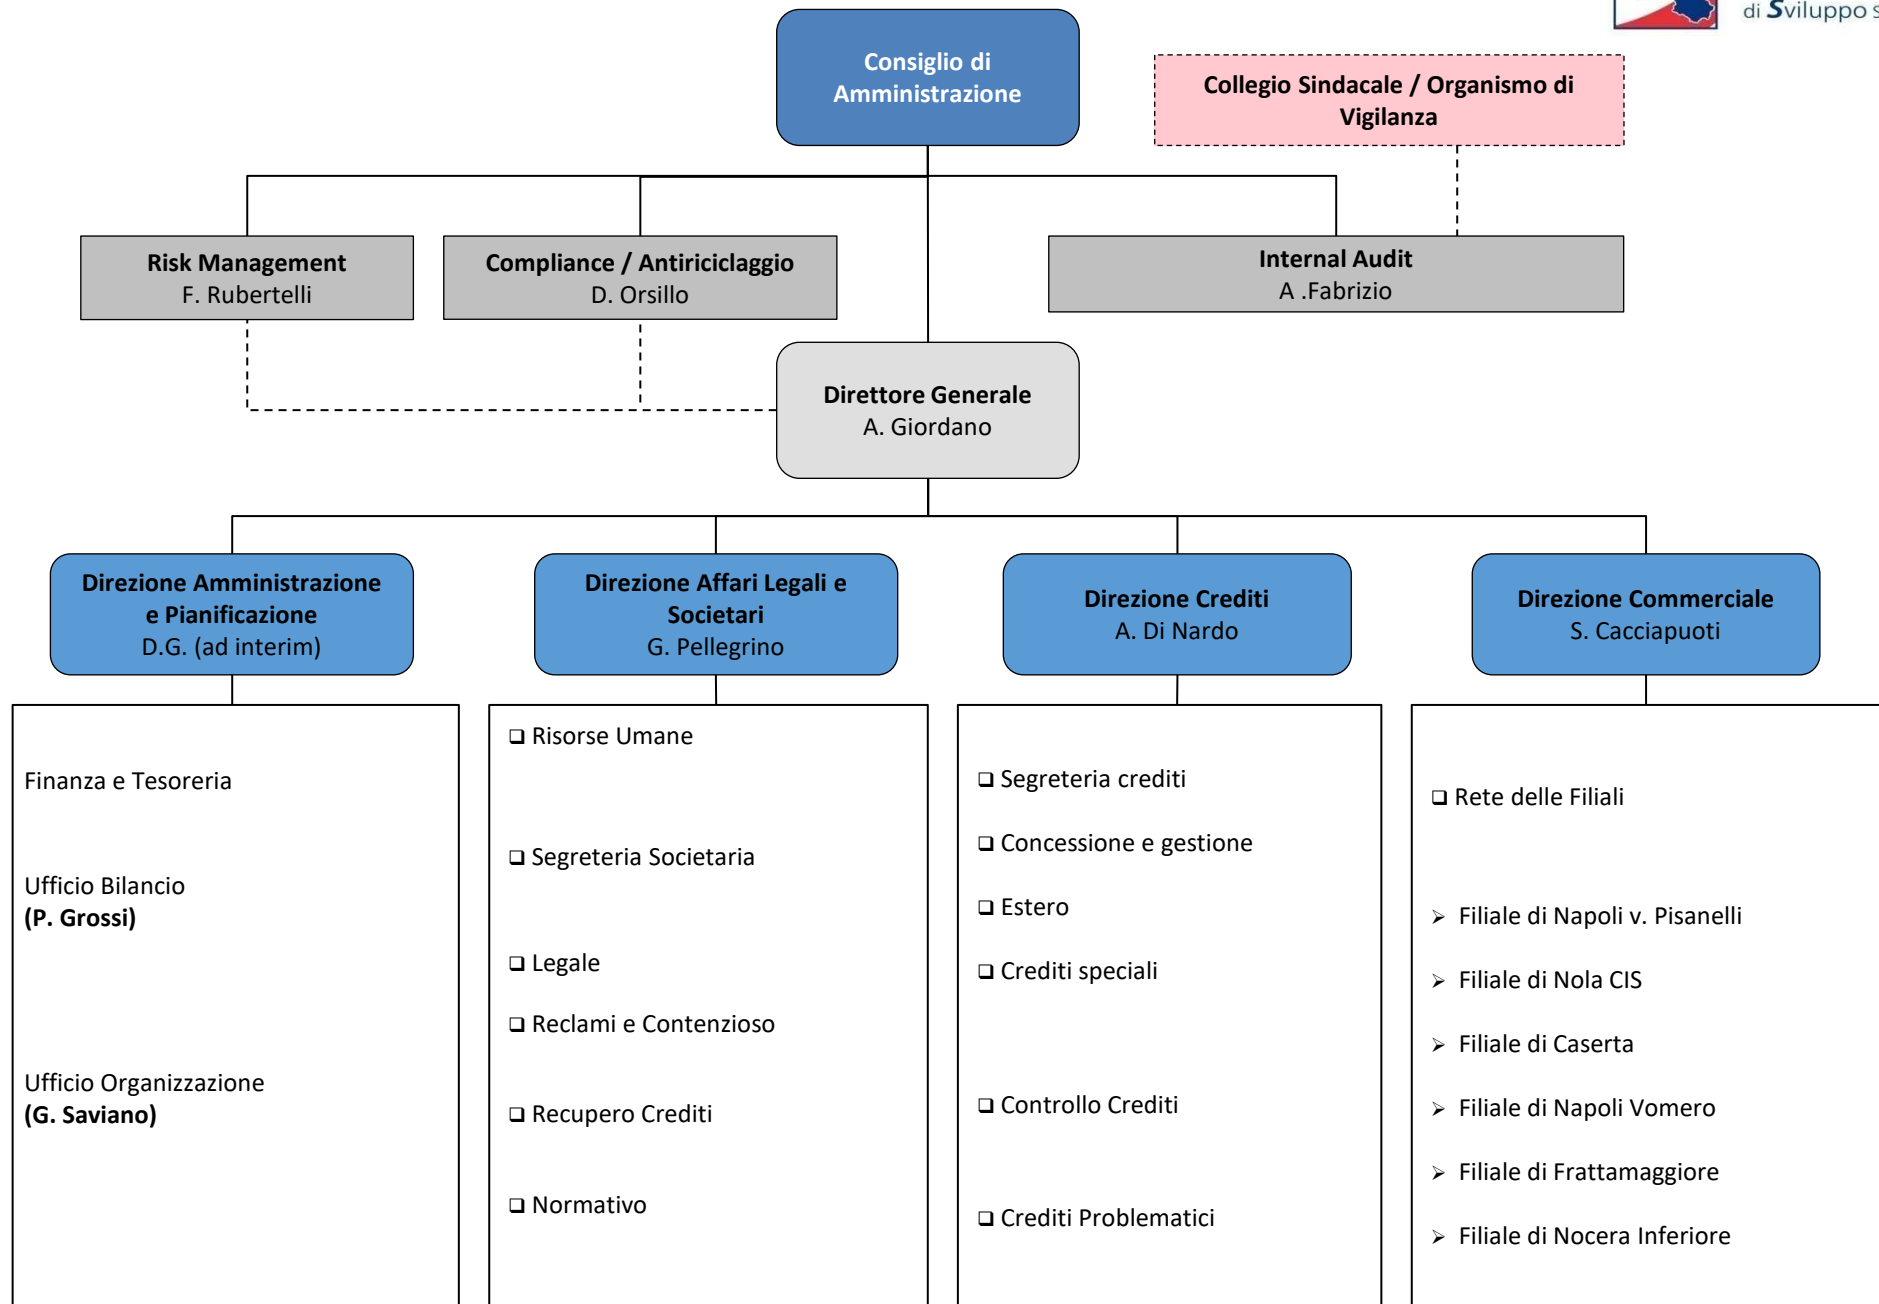 di Sviluppo s
Consiglio di
Amministrazione
Collegio Sindacale / Organismo di
Vigilanza
Risk Management
F. Rubertelli
Compliance / Antiriciclaggio
D. Orsillo
Internal Audit
A .Fabrizio
Direttore Generale
A. Giordano
Direzione Amministrazione
e Pianificazione
D.G. (ad interim)
Direzione Affari Legali e
Societari
G. Pellegrino
Direzione Crediti
A. Di Nardo
Direzione Commerciale
S. Cacciapuoti
Finanza e Tesoreria
Ufficio Bilancio
(P. Grossi)
Ufficio Organizzazione
(G. Saviano)
❑ Risorse Umane
❑ Segreteria Societaria
❑ Legale
❑ Reclami e Contenzioso
❑ Recupero Crediti
❑ Normativo
❑ Segreteria crediti
❑ Concessione e gestione
❑ Estero
❑ Crediti speciali
❑ Controllo Crediti
❑ Crediti Problematici
❑ Rete delle Filiali
➢ Filiale di Napoli v. Pisanelli
➢ Filiale di Nola CIS
➢ Filiale di Caserta
➢ Filiale di Napoli Vomero
➢ Filiale di Frattamaggiore
➢ Filiale di Nocera Inferiore